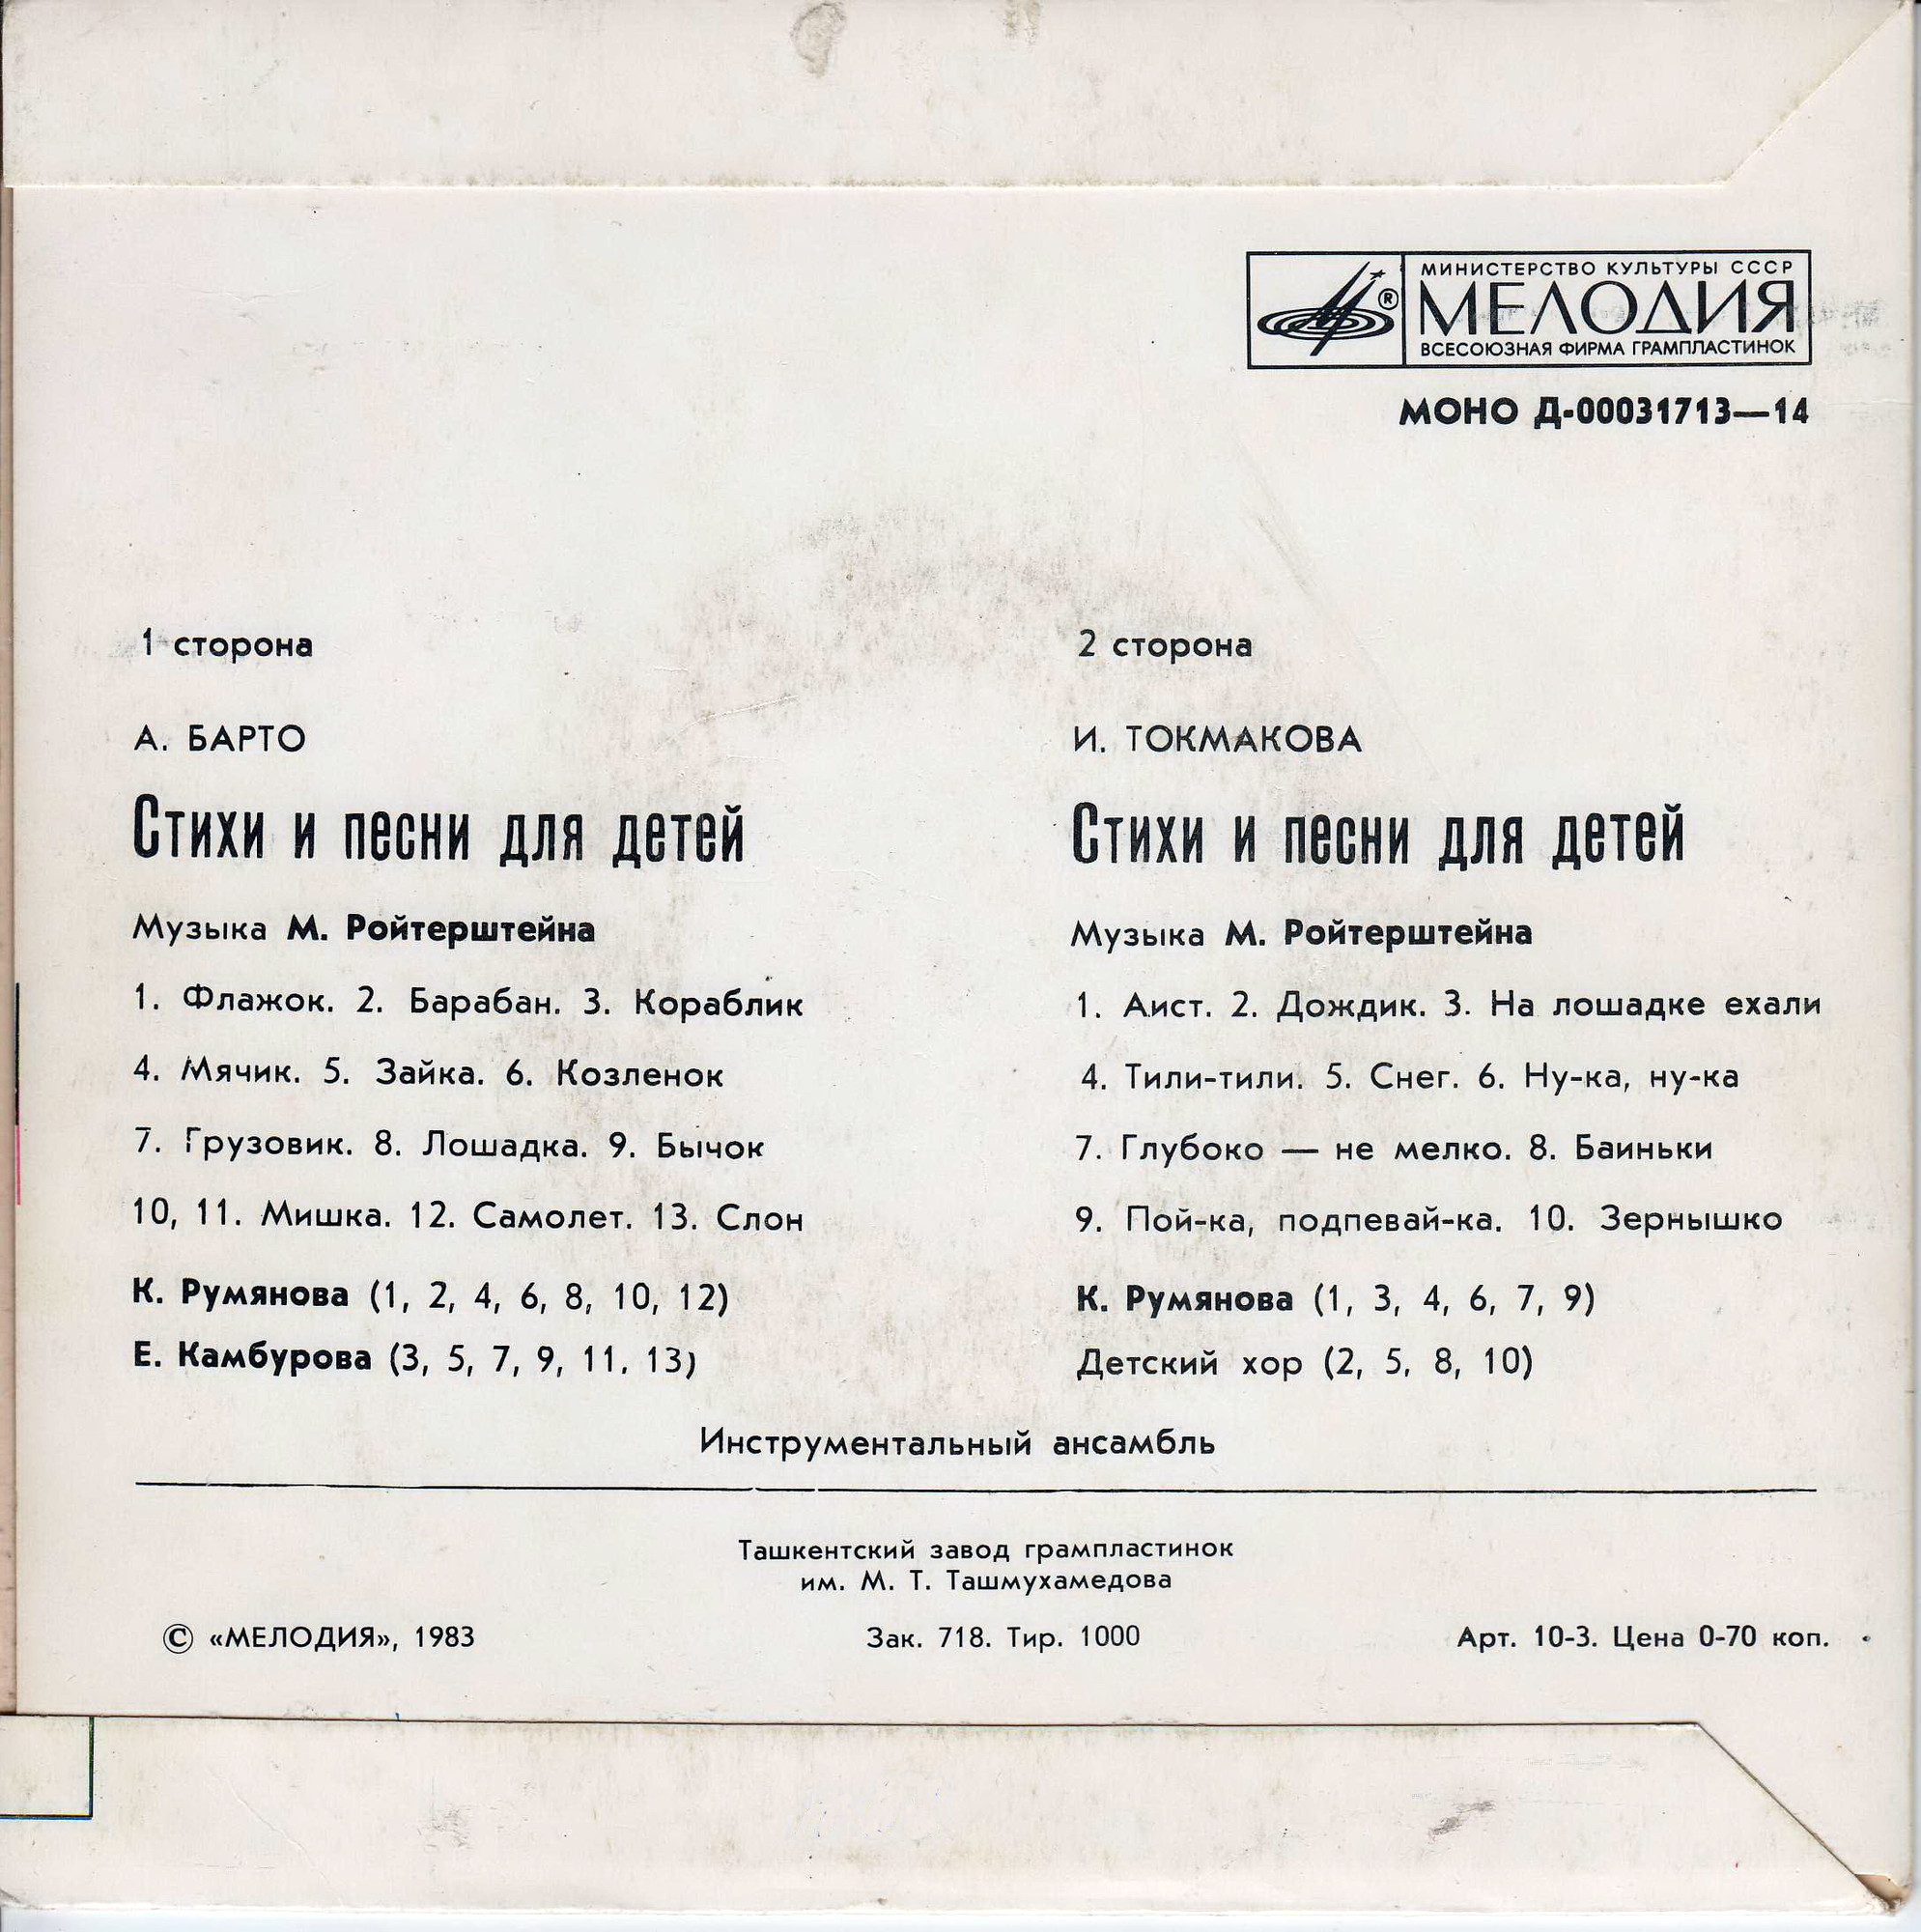 МИНИСТЕРСТВО КУЛЬТУРЫ СССР
МЕЛОДИЯ
ВСЕСОЮЗНАЯ ФИРМА ГРАМПЛАСТИНОК
МОНО Д-00031713—14
1 сторона
А. БАРТО
Стихи и песни для детей
Музыка М. Ройтерштейна
1. Флажок. 2. Барабан. 3. Кораблик
4. Мячик. 5. Зайка. 6. Козленок
7. Грузовик. 8. Лошадка. 9. Бычок
10, 11. Мишка. 12. Самолет. 13. Слон
К. Румянова (1, 2, 4, 6, 8, 10, 12)
Е. Камбурова (3, 5, 7, 9, 11, 13)
2 сторона
И. ТОКМАКОВА
Стихи и песни для детей
Музыка М. Ройтерштейна
1. Аист. 2. Дождик. 3. На лошадке ехали
4. Тили-тили. 5. Снег. 6. Ну-ка, ну-ка
7. Глубоко — не мелко. 8. Баиньки
9. Пой-ка, подпевай-ка. 10. Зернышко
К. Румянова (1, 3, 4, 6, 7, 9)
Детский хор (2, 5, 8, 10)
Инструментальный ансамбль
Ташкентский завод грампластинок
им. М. Т. Ташмухамедова
© «МЕЛОДИЯ», 1983
Зак. 718. Тир. 1000
Арт. 10-3. Цена 0-70 коп.